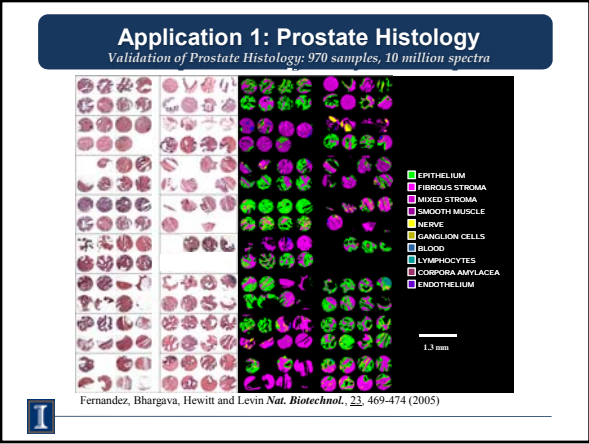 Application 1: Prostate Histology
Validation of Prostate Histology: 970 samples, 10 million spectra
EPITHELIUM
FIBROUS STROMA
MIXED STROMA
SMOOTH MUSCLE
NERVE
GANGLION CELLS
BLOOD
LYMPHOCYTES
CORPORA AMYLACEA
ENDOTHELIUM
1.3 mm
Fernandez, Bhargava, Hewitt and Levin Nat. Biotechnol., 23, 469-474 (2005)
I